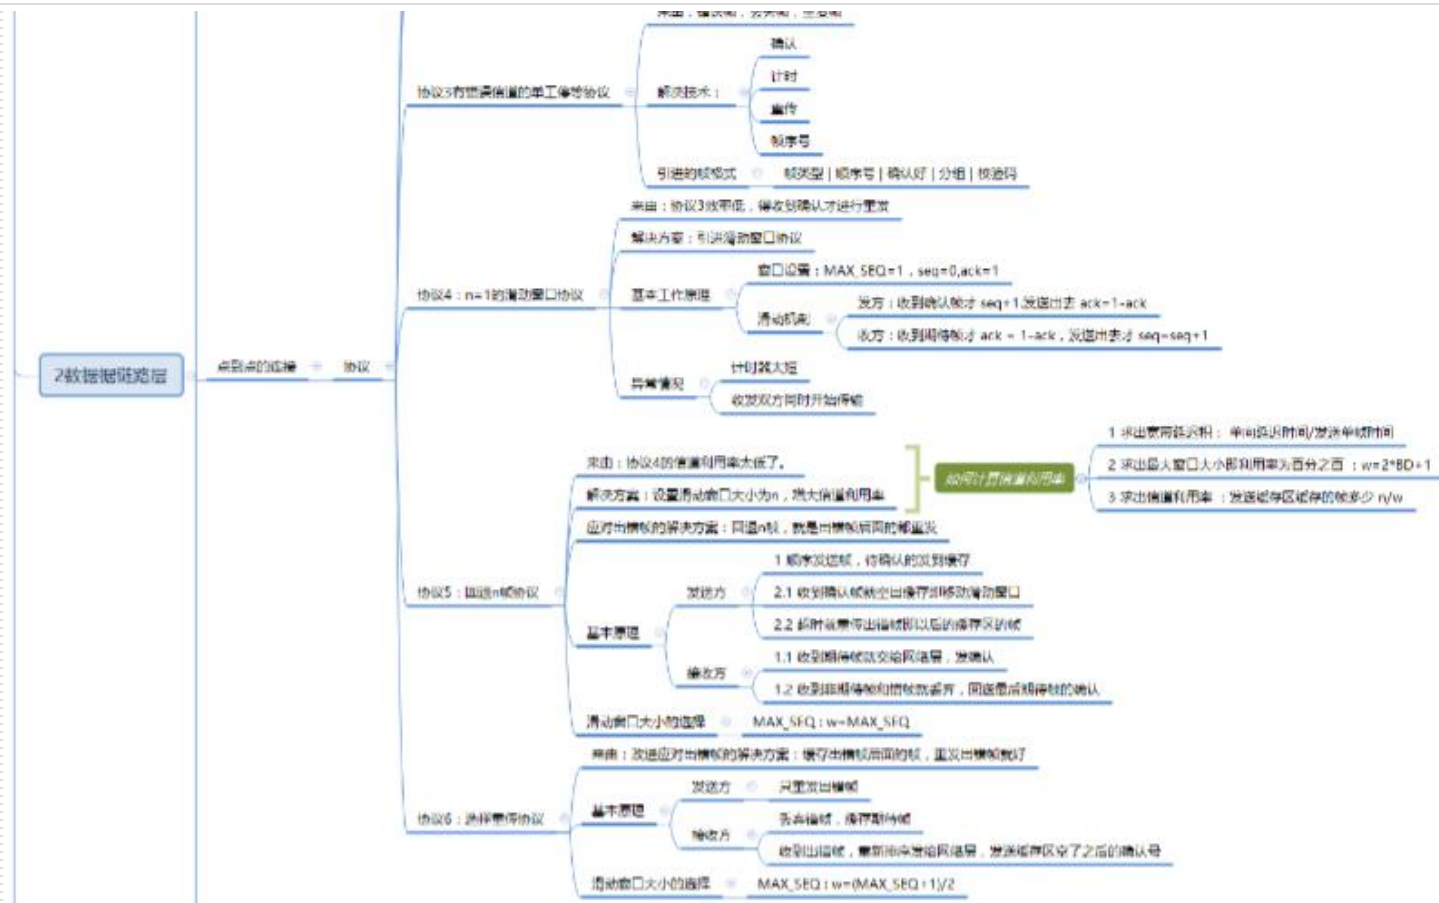 来由：错误帧，丢失帧，重复帧
确认
计时
协议3有错误信道的单工停等协议
解决技术：
重传
帧序号
引进的帧格式
帧类型 | 顺序号 | 确认好 | 分组 | 校验码
来由：协议3效率低，得收到确认才进行重发
解决方案：引进滑动窗口协议
窗口设置：MAX_SEQ=1，seq=0,ack=1
协议4：n=1的滑动窗口协议
基本工作原理
发方：收到确认帧才 seq+1,发送出去 ack=1-ack
滑动机制
收方：收到期待帧才 ack = 1-ack，发送出去才 seq=seq+1
2数据据链路层
点到点的连接
协议
计时器太短
异常情况
收发双方同时开始传输
1 求出宽带延迟积： 单向延迟时间/发送单帧时间
来由：协议4的信道利用率太低了。
2 求出最大窗口大小即利用率为百分之百 ：w=2*BD+1
如何计算信道利用率
解决方案：设置滑动窗口大小为n，增大信道利用率
3 求出信道利用率 ：发送缓存区缓存的帧多少 n/w
应对出错帧的解决方案：回退n帧，就是出错帧后面的都重发
1 顺序发送帧，待确认的放到缓存
协议5：回退n帧协议
发送方
2.1 收到确认帧就空出缓存即移动滑动窗口
2.2 超时就重传出错帧即以后的缓存区的帧
基本原理
1.1 收到期待帧就交给网络层，发确认
接收方
1.2 收到非期待帧和错帧就丢弃，回送最后期待帧的确认
滑动窗口大小的选择
MAX_SEQ : w=MAX_SEQ
来由：改进应对出错帧的解决方案：缓存出错帧后面的帧，重发出错帧就好
发送方
只重发出错帧
协议6：选择重传协议
基本原理
丢弃错帧，缓存期待帧
接收方
收到出错帧，重新排序发给网络层，发送缓存区空了之后的确认号
滑动窗口大小的选择
MAX_SEQ : w=(MAX_SEQ+1)/2